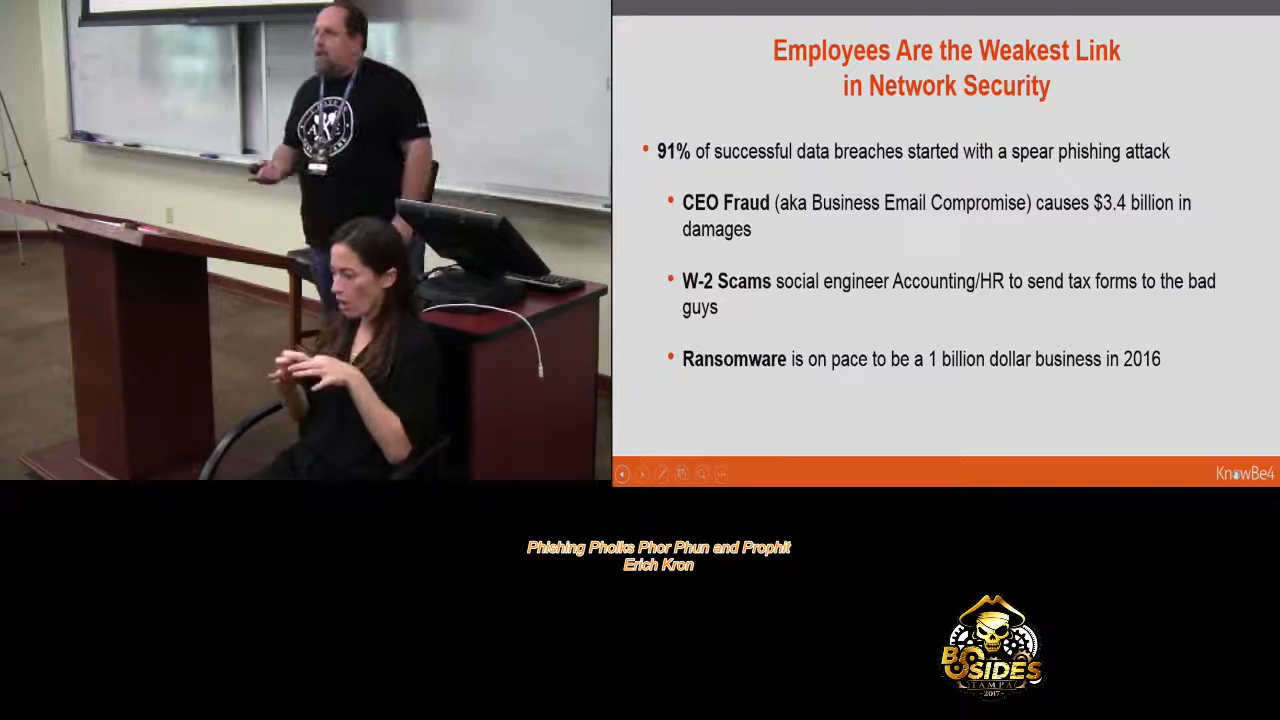 Employees Are the Weakest Link
in Network Security
• 91% of successful data breaches started with a spear phishing attack
• CEO Fraud (aka Business Email Compromise) causes $3.4 billion in
damages
• W-2 Scams social engineer Accounting/HR to send tax forms to the bad
guys
• Ransomware is on pace to be a 1 billion dollar business in 2016
KnowBe4
Phishing Pholks Phor Phun and Prophit
Erich Kron
BSIDES
TAMPA
-2017-